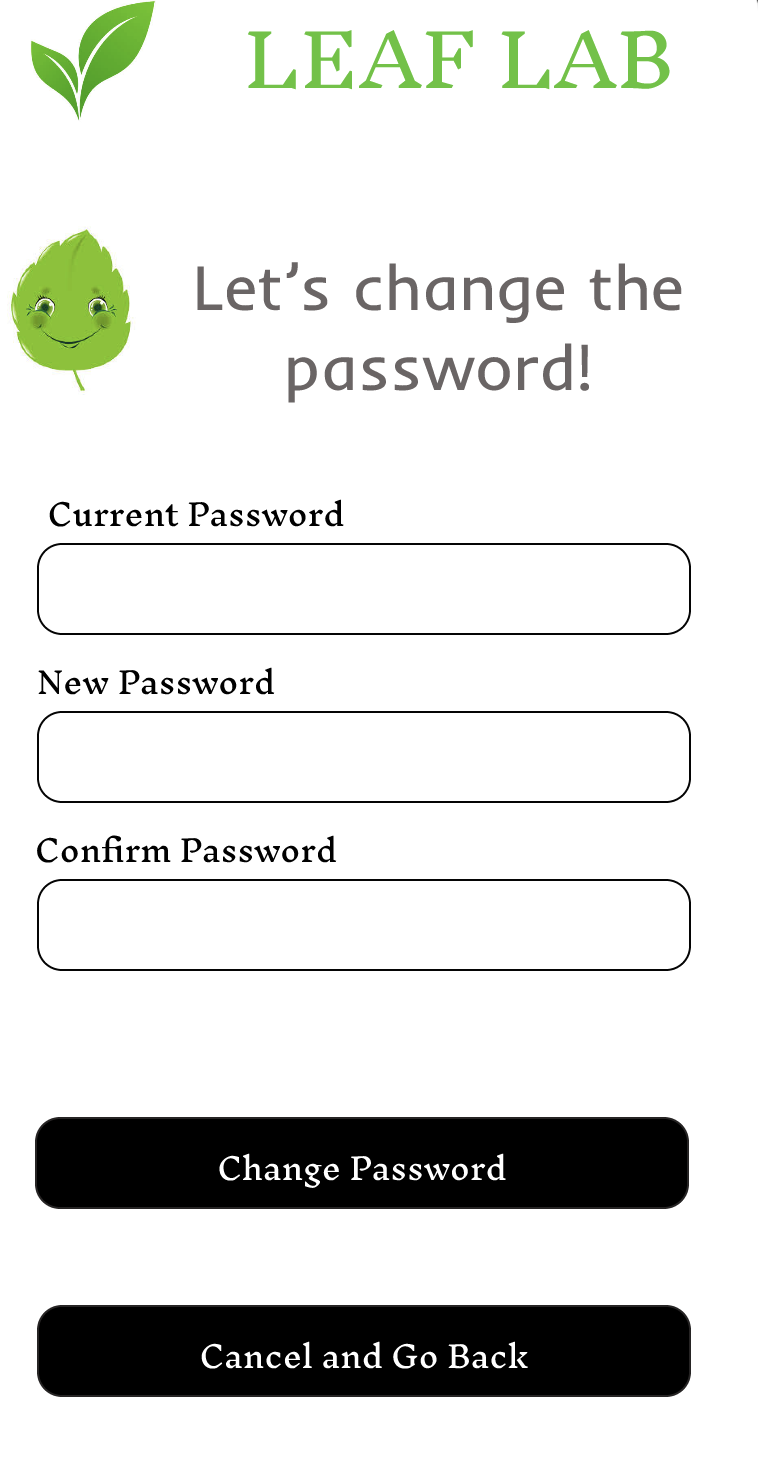 LEAF LAB
Let’s change the
password!
Current Password
New Password
Confirm Password
Change Password
Cancel and Go Back